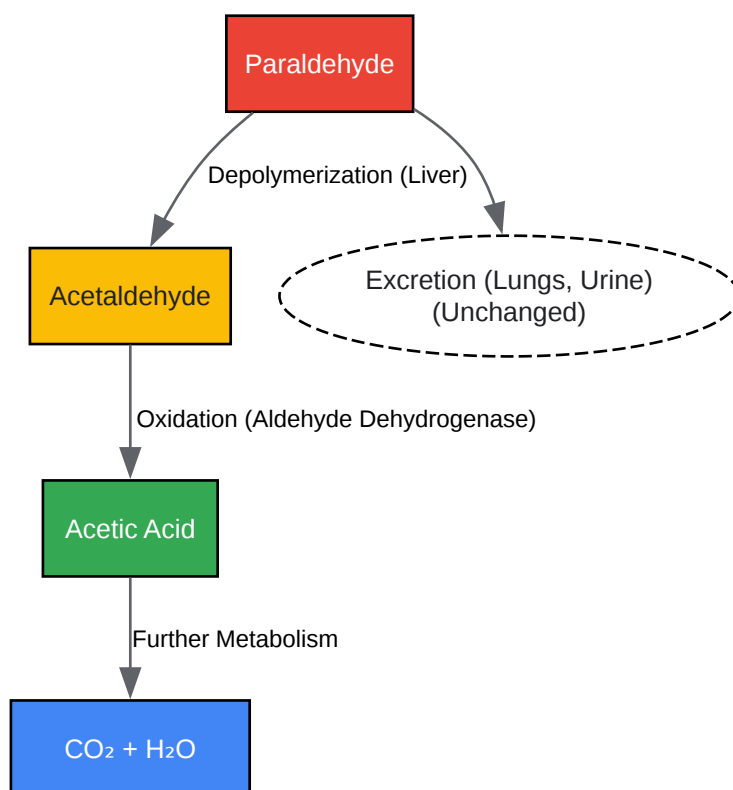 Paraldehyde
Depolymerization (Liver)
Acetaldehyde
Excretion (Lungs, Urine)
(Unchanged)
Oxidation (Aldehyde Dehydrogenase)
Acetic Acid
Further Metabolism
CO₂ + H₂O